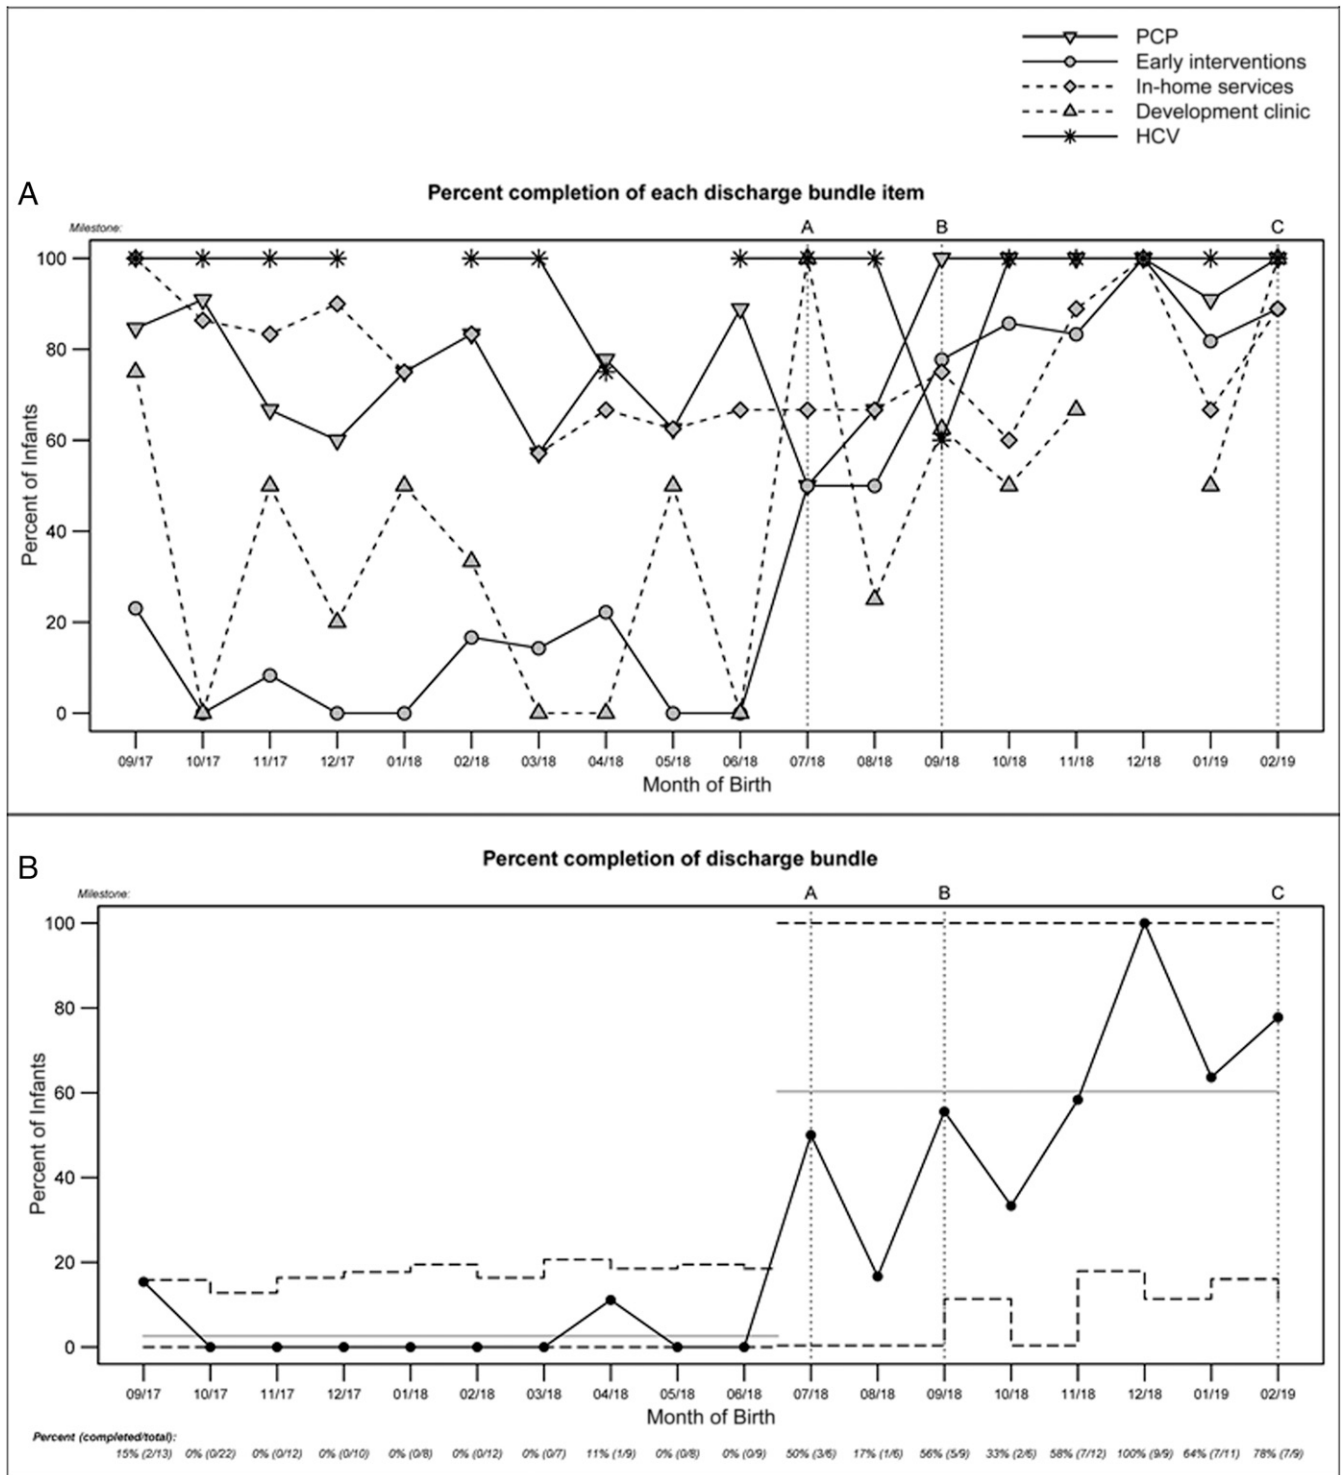 PCP
Early interventions
In-home services
Development clinic
HCV
A
Percent completion of each discharge bundle item
Milestone:
A B C
100
80
60
40
20
0
Percent of Infants
09/17 10/17 11/17 12/17 01/18 02/18 03/18 04/18 05/18 06/18 07/18 08/18 09/18 10/18 11/18 12/18 01/19 02/19
Month of Birth
B
Percent completion of discharge bundle
Milestone:
A B C
100
80
60
40
20
0
Percent of Infants
09/17 10/17 11/17 12/17 01/18 02/18 03/18 04/18 05/18 06/18 07/18 08/18 09/18 10/18 11/18 12/18 01/19 02/19
Month of Birth
Percent (completed/total):
15% (2/13) 0% (0/22) 0% (0/12) 0% (0/10) 0% (0/8) 0% (0/12) 0% (0/7) 11% (1/9) 0% (0/8) 0% (0/9) 50% (3/6) 17% (1/6) 56% (5/9) 33% (2/6) 58% (7/12) 100% (9/9) 64% (7/11) 78% (7/9)